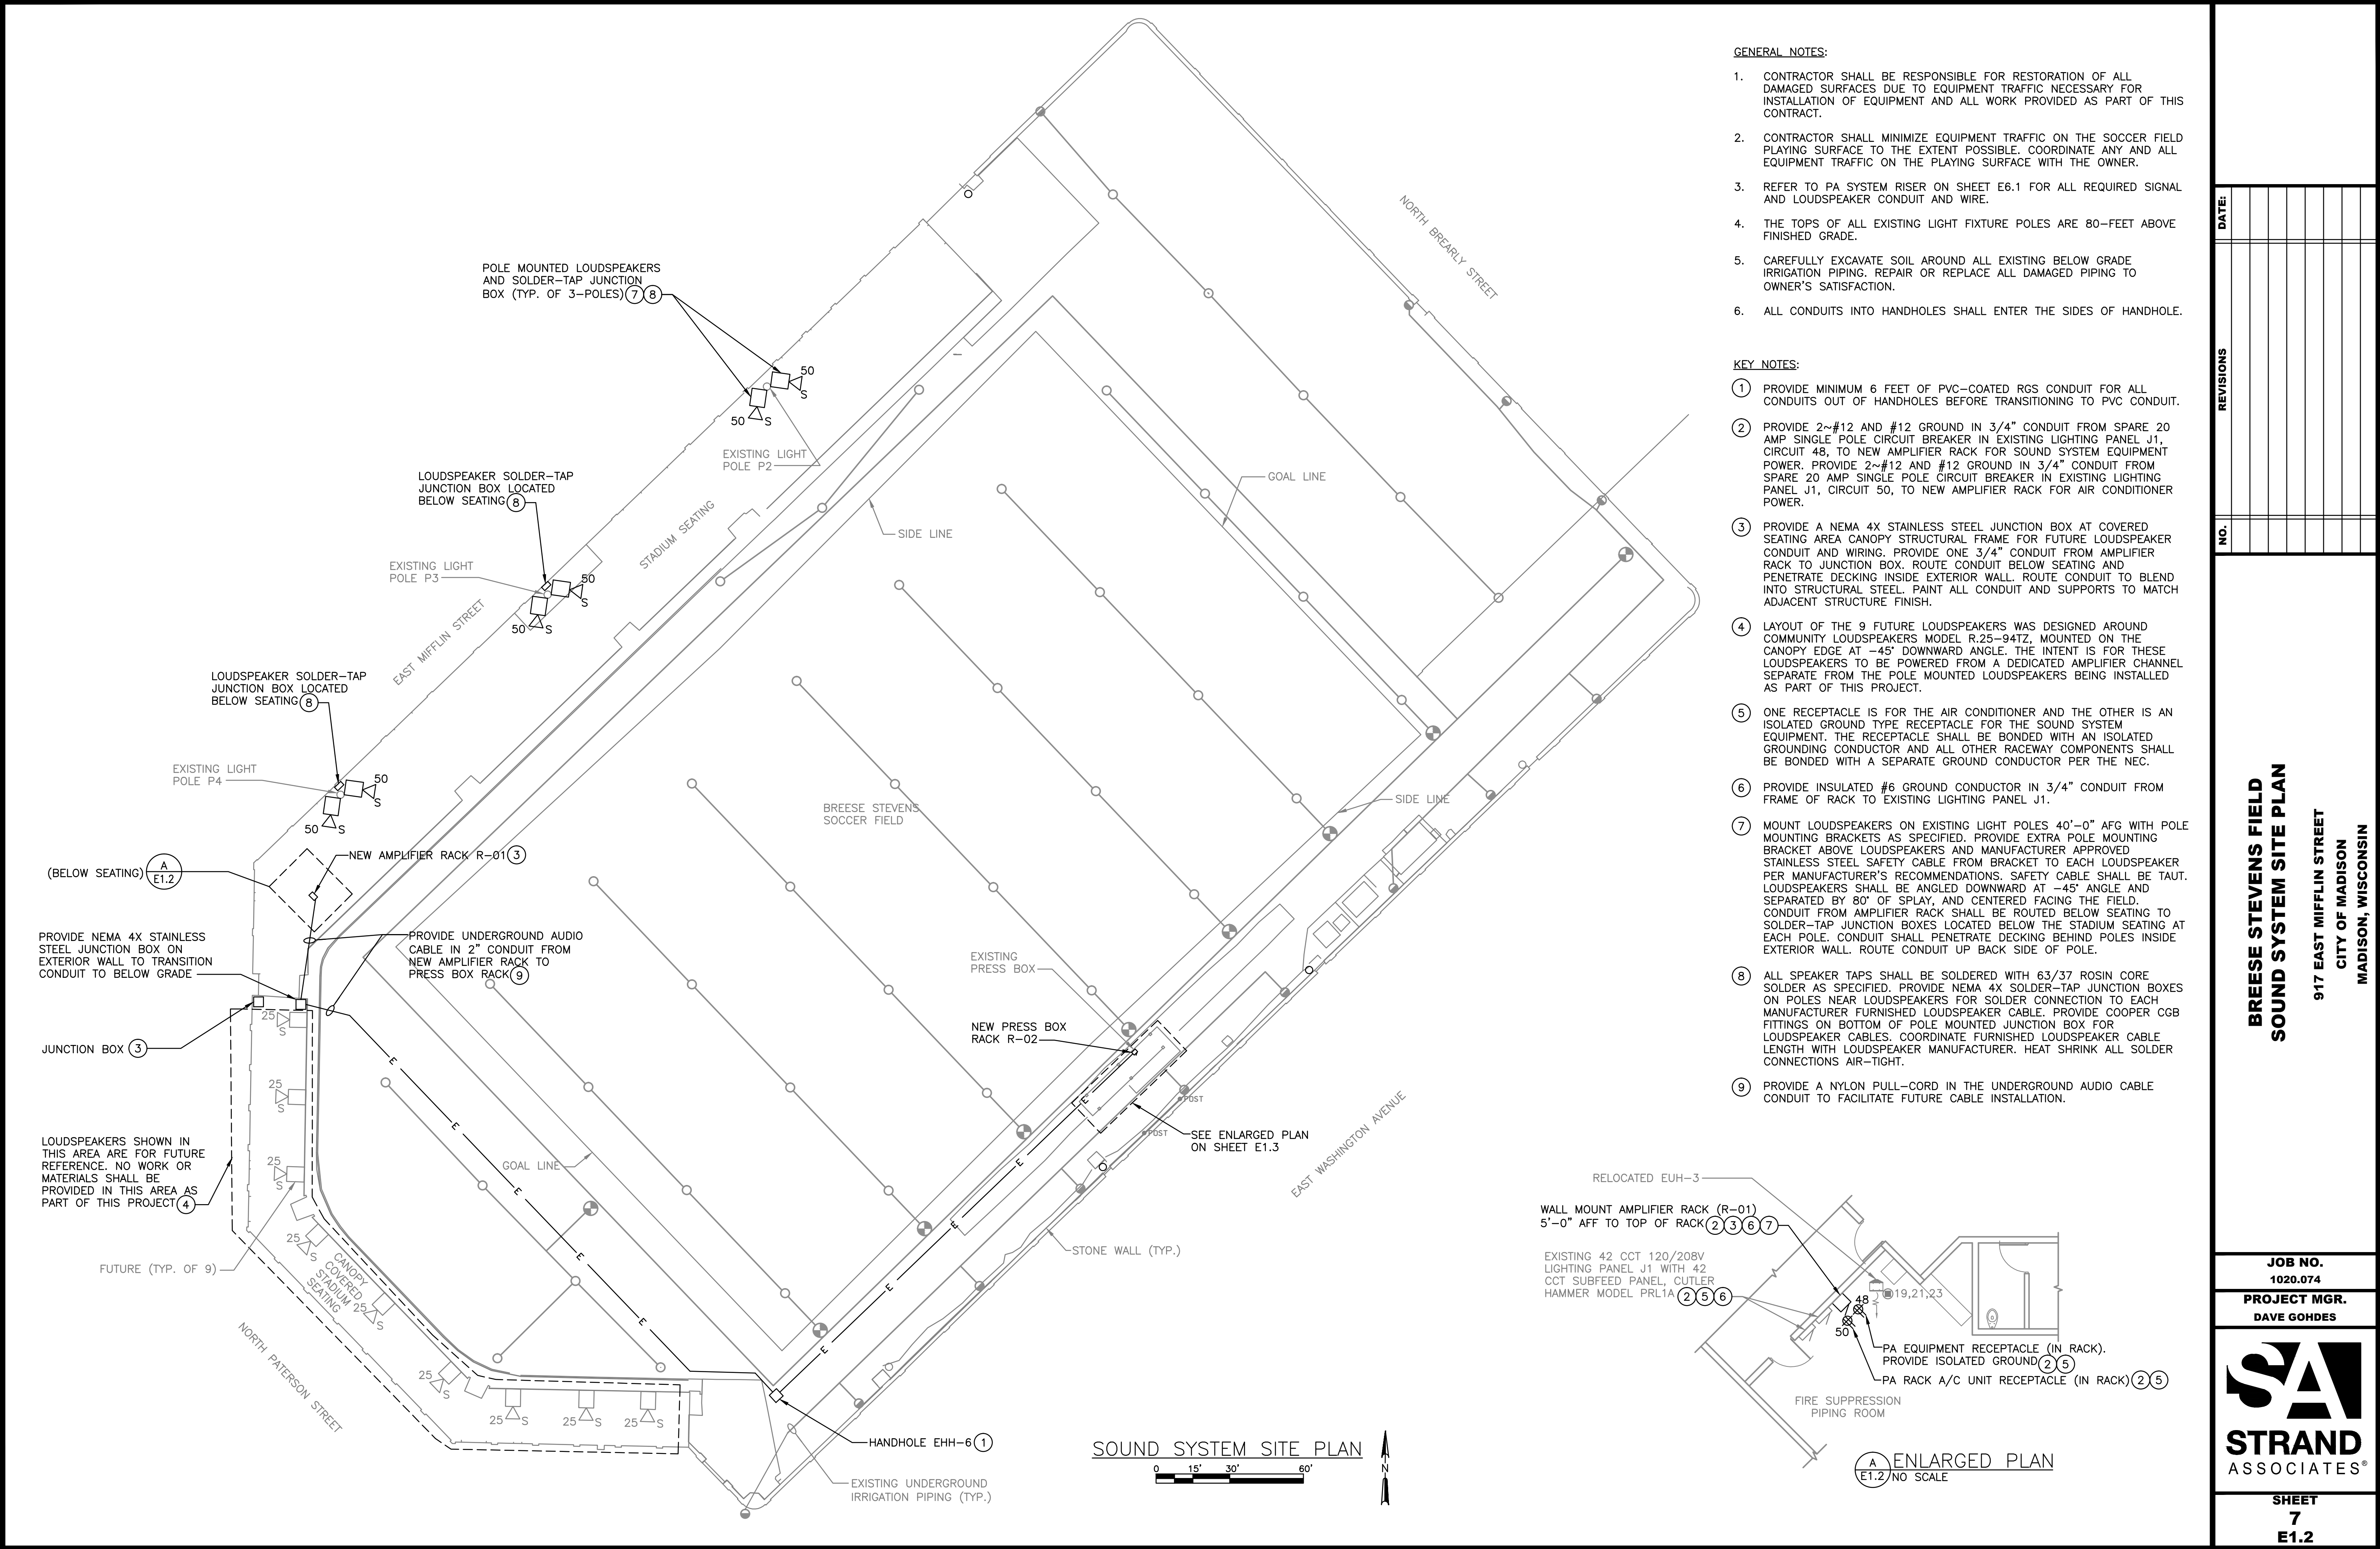 POLE MOUNTED LOUDSPEAKERS
AND SOLDER-TAP JUNCTION
BOX (TYP. OF 3-POLES) 7 8
50
S
50
S
EXISTING LIGHT
POLE P2
LOUDSPEAKER SOLDER-TAP
JUNCTION BOX LOCATED
BELOW SEATING 8
EXISTING LIGHT
POLE P3
50
S
50
S
STADIUM SEATING
EAST MIFFLIN STREET
LOUDSPEAKER SOLDER-TAP
JUNCTION BOX LOCATED
BELOW SEATING 8
EXISTING LIGHT
POLE P4
50
S
50
S
NORTH BREARLY STREET
GOAL LINE
SIDE LINE
SIDE LINE
BREESE STEVENS
SOCCER FIELD
(BELOW SEATING)
A
E1.2
NEW AMPLIFIER RACK R-01 3
PROVIDE NEMA 4X STAINLESS
STEEL JUNCTION BOX ON
EXTERIOR WALL TO TRANSITION
CONDUIT TO BELOW GRADE
PROVIDE UNDERGROUND AUDIO
CABLE IN 2" CONDUIT FROM
NEW AMPLIFIER RACK TO
PRESS BOX RACK 9
JUNCTION BOX 3
25
S
25
S
25
S
25
S
25
S
25
S
25
S
25
S
25
S
LOUDSPEAKERS SHOWN IN
THIS AREA ARE FOR FUTURE
REFERENCE. NO WORK OR
MATERIALS SHALL BE
PROVIDED IN THIS AREA AS
PART OF THIS PROJECT 4
FUTURE (TYP. OF 9)
CANOPY
COVERED
STADIUM
SEATING
NORTH PATERSON STREET
GOAL LINE
E
E
E
E
E
E
E
E
E
EXISTING
PRESS BOX
NEW PRESS BOX
RACK R-02
POST
POST
SEE ENLARGED PLAN
ON SHEET E1.3
EAST WASHINGTON AVENUE
STONE WALL (TYP.)
HANDHOLE EHH-6 1
EXISTING UNDERGROUND
IRRIGATION PIPING (TYP.)
SOUND SYSTEM SITE PLAN
0 15' 30' 60'
N
GENERAL NOTES:
1. CONTRACTOR SHALL BE RESPONSIBLE FOR RESTORATION OF ALL
DAMAGED SURFACES DUE TO EQUIPMENT TRAFFIC NECESSARY FOR
INSTALLATION OF EQUIPMENT AND ALL WORK PROVIDED AS PART OF THIS
CONTRACT.
2. CONTRACTOR SHALL MINIMIZE EQUIPMENT TRAFFIC ON THE SOCCER FIELD
PLAYING SURFACE TO THE EXTENT POSSIBLE. COORDINATE ANY AND ALL
EQUIPMENT TRAFFIC ON THE PLAYING SURFACE WITH THE OWNER.
3. REFER TO PA SYSTEM RISER ON SHEET E6.1 FOR ALL REQUIRED SIGNAL
AND LOUDSPEAKER CONDUIT AND WIRE.
4. THE TOPS OF ALL EXISTING LIGHT FIXTURE POLES ARE 80-FEET ABOVE
FINISHED GRADE.
5. CAREFULLY EXCAVATE SOIL AROUND ALL EXISTING BELOW GRADE
IRRIGATION PIPING. REPAIR OR REPLACE ALL DAMAGED PIPING TO
OWNER'S SATISFACTION.
6. ALL CONDUITS INTO HANDHOLES SHALL ENTER THE SIDES OF HANDHOLE.
KEY NOTES:
1 PROVIDE MINIMUM 6 FEET OF PVC-COATED RGS CONDUIT FOR ALL
CONDUITS OUT OF HANDHOLES BEFORE TRANSITIONING TO PVC CONDUIT.
2 PROVIDE 2~#12 AND #12 GROUND IN 3/4" CONDUIT FROM SPARE 20
AMP SINGLE POLE CIRCUIT BREAKER IN EXISTING LIGHTING PANEL J1,
CIRCUIT 48, TO NEW AMPLIFIER RACK FOR SOUND SYSTEM EQUIPMENT
POWER. PROVIDE 2~#12 AND #12 GROUND IN 3/4" CONDUIT FROM
SPARE 20 AMP SINGLE POLE CIRCUIT BREAKER IN EXISTING LIGHTING
PANEL J1, CIRCUIT 50, TO NEW AMPLIFIER RACK FOR AIR CONDITIONER
POWER.
3 PROVIDE A NEMA 4X STAINLESS STEEL JUNCTION BOX AT COVERED
SEATING AREA CANOPY STRUCTURAL FRAME FOR FUTURE LOUDSPEAKER
CONDUIT AND WIRING. PROVIDE ONE 3/4" CONDUIT FROM AMPLIFIER
RACK TO JUNCTION BOX. ROUTE CONDUIT BELOW SEATING AND
PENETRATE DECKING INSIDE EXTERIOR WALL. ROUTE CONDUIT TO BLEND
INTO STRUCTURAL STEEL. PAINT ALL CONDUIT AND SUPPORTS TO MATCH
ADJACENT STRUCTURE FINISH.
4 LAYOUT OF THE 9 FUTURE LOUDSPEAKERS WAS DESIGNED AROUND
COMMUNITY LOUDSPEAKERS MODEL R.25-94TZ, MOUNTED ON THE
CANOPY EDGE AT -45° DOWNWARD ANGLE. THE INTENT IS FOR THESE
LOUDSPEAKERS TO BE POWERED FROM A DEDICATED AMPLIFIER CHANNEL
SEPARATE FROM THE POLE MOUNTED LOUDSPEAKERS BEING INSTALLED
AS PART OF THIS PROJECT.
5 ONE RECEPTACLE IS FOR THE AIR CONDITIONER AND THE OTHER IS AN
ISOLATED GROUND TYPE RECEPTACLE FOR THE SOUND SYSTEM
EQUIPMENT. THE RECEPTACLE SHALL BE BONDED WITH AN ISOLATED
GROUNDING CONDUCTOR AND ALL OTHER RACEWAY COMPONENTS SHALL
BE BONDED WITH A SEPARATE GROUND CONDUCTOR PER THE NEC.
6 PROVIDE INSULATED #6 GROUND CONDUCTOR IN 3/4" CONDUIT FROM
FRAME OF RACK TO EXISTING LIGHTING PANEL J1.
7 MOUNT LOUDSPEAKERS ON EXISTING LIGHT POLES 40'-0" AFG WITH POLE
MOUNTING BRACKETS AS SPECIFIED. PROVIDE EXTRA POLE MOUNTING
BRACKET ABOVE LOUDSPEAKERS AND MANUFACTURER APPROVED
STAINLESS STEEL SAFETY CABLE FROM BRACKET TO EACH LOUDSPEAKER
PER MANUFACTURER'S RECOMMENDATIONS. SAFETY CABLE SHALL BE TAUT.
LOUDSPEAKERS SHALL BE ANGLED DOWNWARD AT -45° ANGLE AND
SEPARATED BY 80° OF SPLAY, AND CENTERED FACING THE FIELD.
CONDUIT FROM AMPLIFIER RACK SHALL BE ROUTED BELOW SEATING TO
SOLDER-TAP JUNCTION BOXES LOCATED BELOW THE STADIUM SEATING AT
EACH POLE. CONDUIT SHALL PENETRATE DECKING BEHIND POLES INSIDE
EXTERIOR WALL. ROUTE CONDUIT UP BACK SIDE OF POLE.
8 ALL SPEAKER TAPS SHALL BE SOLDERED WITH 63/37 ROSIN CORE
SOLDER AS SPECIFIED. PROVIDE NEMA 4X SOLDER-TAP JUNCTION BOXES
ON POLES NEAR LOUDSPEAKERS FOR SOLDER CONNECTION TO EACH
MANUFACTURER FURNISHED LOUDSPEAKER CABLE. PROVIDE COOPER CGB
FITTINGS ON BOTTOM OF POLE MOUNTED JUNCTION BOX FOR
LOUDSPEAKER CABLES. COORDINATE FURNISHED LOUDSPEAKER CABLE
LENGTH WITH LOUDSPEAKER MANUFACTURER. HEAT SHRINK ALL SOLDER
CONNECTIONS AIR-TIGHT.
9 PROVIDE A NYLON PULL-CORD IN THE UNDERGROUND AUDIO CABLE
CONDUIT TO FACILITATE FUTURE CABLE INSTALLATION.
RELOCATED EUH-3
WALL MOUNT AMPLIFIER RACK (R-01)
5'-0" AFF TO TOP OF RACK 2 3 6 7
EXISTING 42 CCT 120/208V
LIGHTING PANEL J1 WITH 42
CCT SUBFEED PANEL, CUTLER
HAMMER MODEL PRL1A 2 5 6
48
19,21,23
50
PA EQUIPMENT RECEPTACLE (IN RACK).
PROVIDE ISOLATED GROUND 2 5
PA RACK A/C UNIT RECEPTACLE (IN RACK) 2 5
FIRE SUPPRESSION
PIPING ROOM
A
E1.2
ENLARGED PLAN
NO SCALE
DATE:
REVISIONS
NO.
BREESE STEVENS FIELD
SOUND SYSTEM SITE PLAN
917 EAST MIFFLIN STREET
CITY OF MADISON
MADISON, WISCONSIN
JOB NO.
1020.074
PROJECT MGR.
DAVE GOHDES
SA
STRAND
ASSOCIATES®
SHEET
7
E1.2